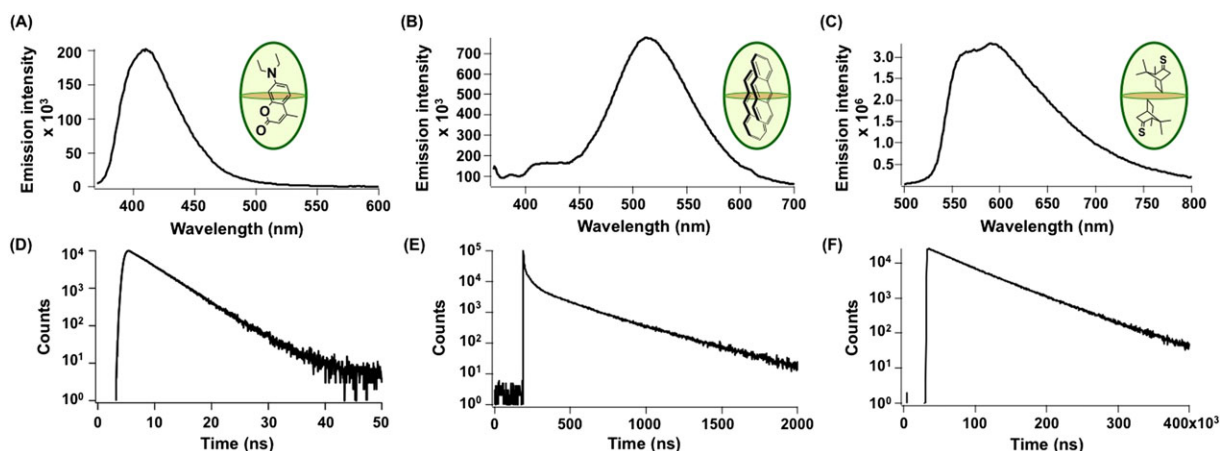 (A)
Emission intensity
x 10³
200
150
100
50
0
400
450
500
550
600
Wavelength (nm)
N
O
O
(B)
Emission intensity
x 10³
700
600
500
400
300
200
100
400
450
500
550
600
700
Wavelength (nm)
(C)
Emission intensity
x 10⁶
3.0
2.5
2.0
1.5
1.0
0.5
500
550
600
650
700
750
800
Wavelength (nm)
S
S
(D)
Counts
10⁴
10³
10²
10¹
10⁰
0
10
20
30
40
50
Time (ns)
(E)
Counts
10⁵
10⁴
10³
10²
10¹
10⁰
0
500
1000
1500
2000
Time (ns)
(F)
Counts
10⁴
10³
10²
10¹
10⁰
0
100
200
300
400x10³
Time (ns)